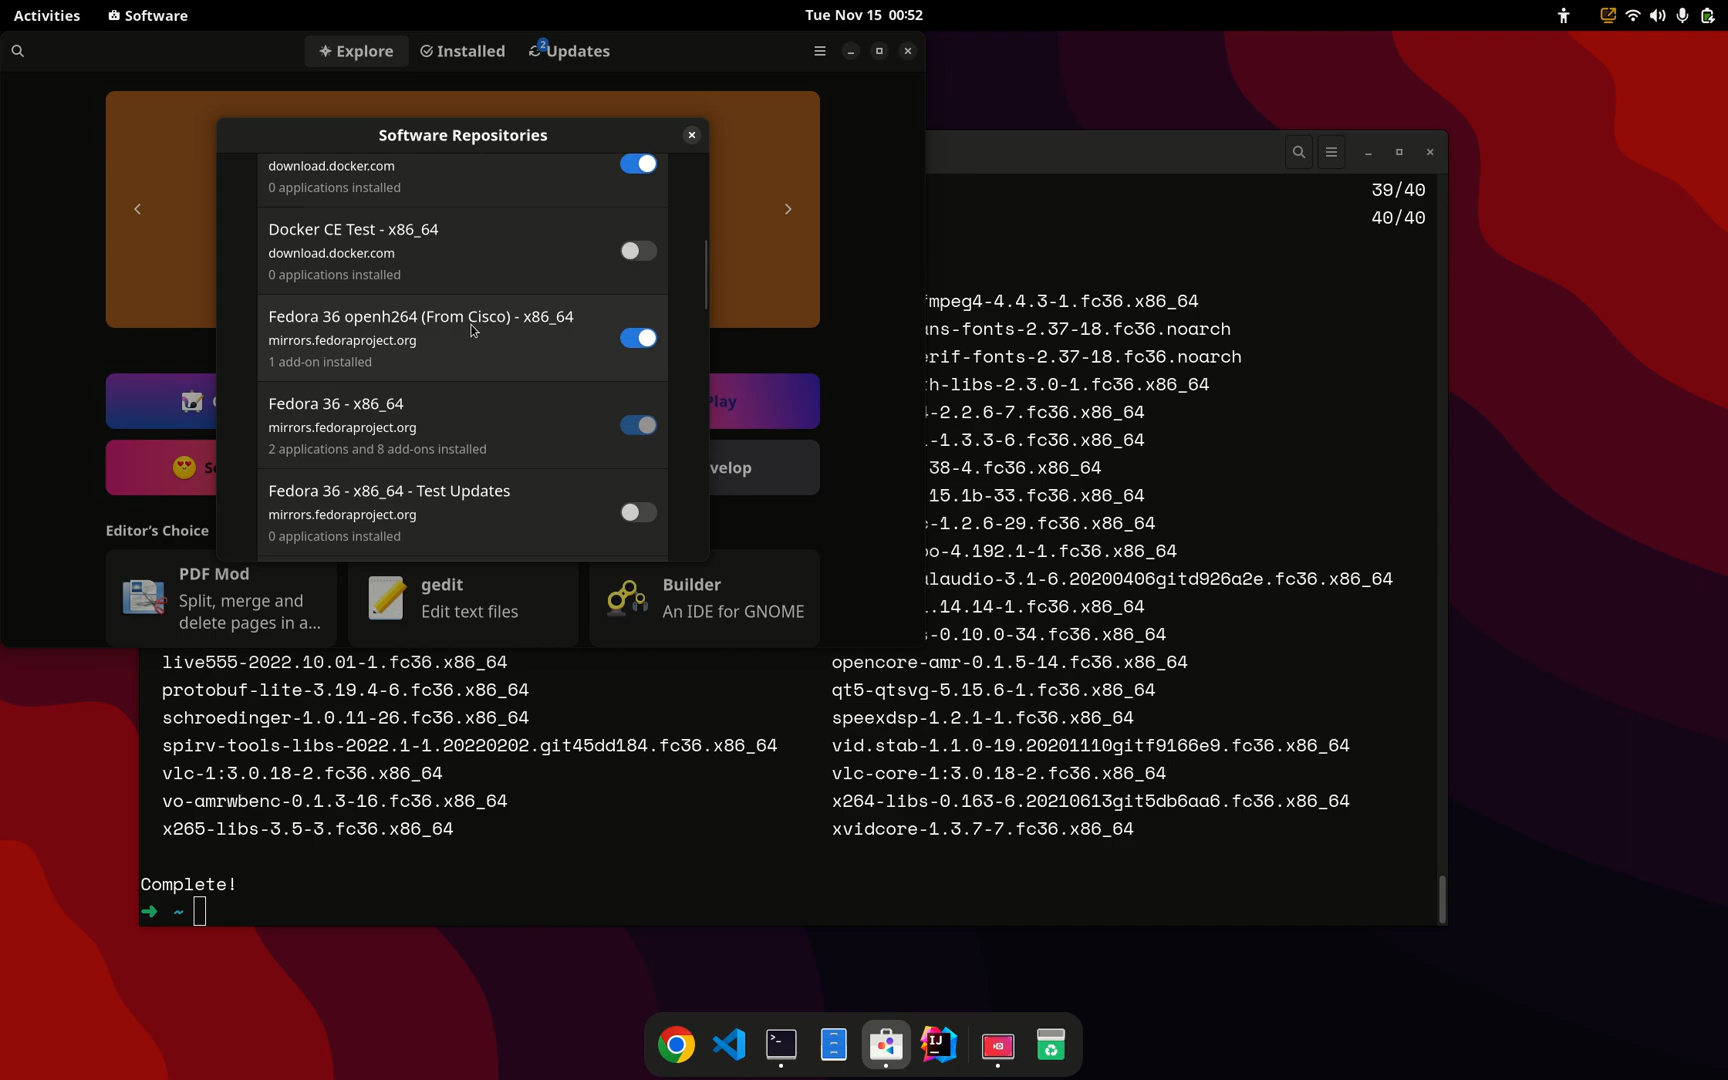 Activities
Software
Tue Nov 15 00:52
Explore
Installed
2
Updates
Software Repositories
download.docker.com
0 applications installed
Docker CE Test - x86_64
download.docker.com
0 applications installed
Fedora 36 openh264 (From Cisco) - x86_64
mirrors.fedoraproject.org
1 add-on installed
Fedora 36 - x86_64
mirrors.fedoraproject.org
2 applications and 8 add-ons installed
Fedora 36 - x86_64 - Test Updates
mirrors.fedoraproject.org
0 applications installed
Play
velop
Editor's Choice
PDF Mod
Split, merge and
delete pages in a...
gedit
Edit text files
Builder
An IDE for GNOME
39/40
40/40
mpeg4-4.4.3-1.fc36.x86_64
ns-fonts-2.37-18.fc36.noarch
rif-fonts-2.37-18.fc36.noarch
h-libs-2.3.0-1.fc36.x86_64
-2.2.6-7.fc36.x86_64
-1.3.3-6.fc36.x86_64
38-4.fc36.x86_64
15.1b-33.fc36.x86_64
-1.2.6-29.fc36.x86_64
o-4.192.1-1.fc36.x86_64
laudio-3.1-6.20200406gitd926a2e.fc36.x86_64
.14.14-1.fc36.x86_64
-0.10.0-34.fc36.x86_64
live555-2022.10.01-1.fc36.x86_64 opencore-amr-0.1.5-14.fc36.x86_64
protobuf-lite-3.19.4-6.fc36.x86_64 qt5-qtsvg-5.15.6-1.fc36.x86_64
schroedinger-1.0.11-26.fc36.x86_64 speexdsp-1.2.1-1.fc36.x86_64
spirv-tools-libs-2022.1-1.20220202.git45dd184.fc36.x86_64 vid.stab-1.1.0-19.20201110gitf9166e9.fc36.x86_64
vlc-1:3.0.18-2.fc36.x86_64 vlc-core-1:3.0.18-2.fc36.x86_64
vo-amrwbenc-0.1.3-16.fc36.x86_64 x264-libs-0.163-6.20210613git5db6aa6.fc36.x86_64
x265-libs-3.5-3.fc36.x86_64 xvidcore-1.3.7-7.fc36.x86_64
Complete!
➜ ~
>_
IJ